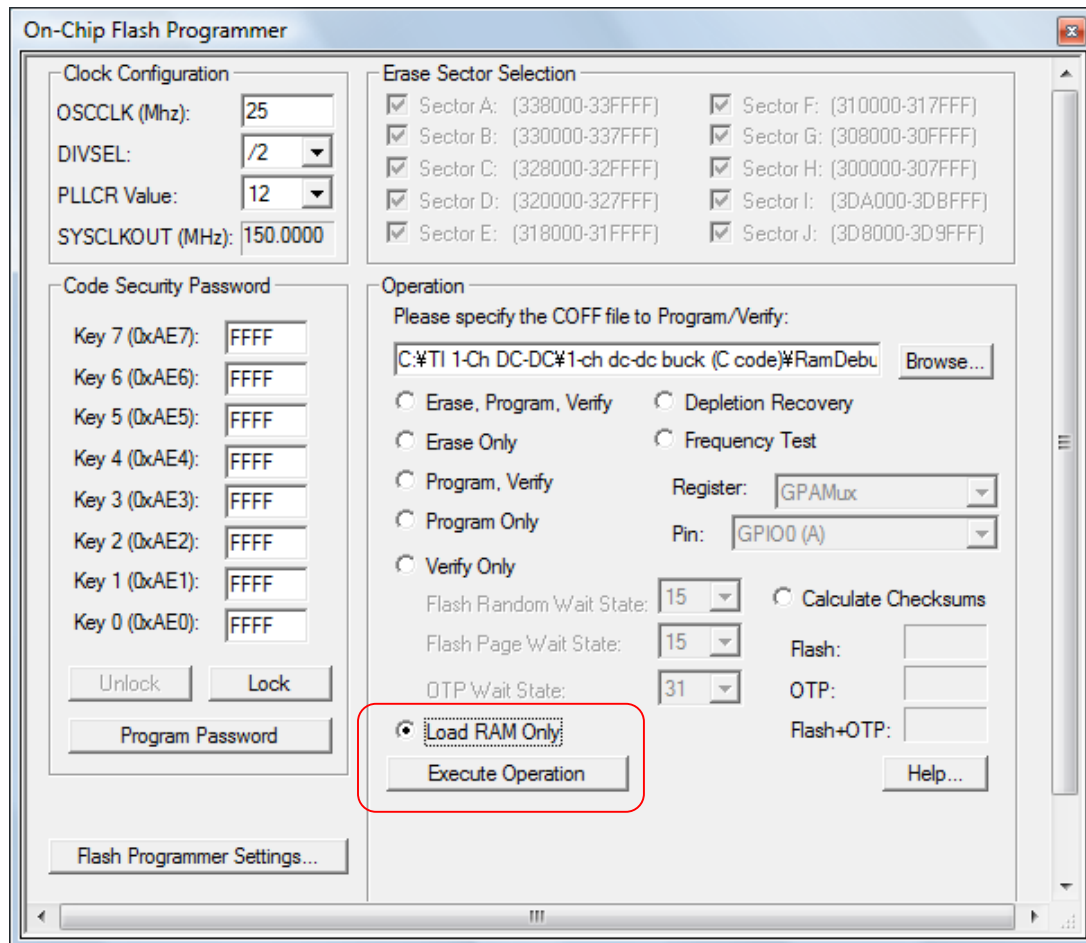 On-Chip Flash Programmer
Clock Configuration
OSCCLK (Mhz): 25
DIVSEL: /2
PLLCR Value: 12
SYSCLKOUT (MHz): 150.0000
Erase Sector Selection
Sector A: (338000-33FFFF) Sector F: (310000-317FFF)
Sector B: (330000-337FFF) Sector G: (308000-30FFFF)
Sector C: (328000-32FFFF) Sector H: (300000-307FFF)
Sector D: (320000-327FFF) Sector I: (3DA000-3DBFFF)
Sector E: (318000-31FFFF) Sector J: (3D8000-3D9FFF)
Code Security Password
Key 7 (0xAE7): FFFF
Key 6 (0xAE6): FFFF
Key 5 (0xAE5): FFFF
Key 4 (0xAE4): FFFF
Key 3 (0xAE3): FFFF
Key 2 (0xAE2): FFFF
Key 1 (0xAE1): FFFF
Key 0 (0xAE0): FFFF
Unlock Lock
Program Password
Flash Programmer Settings...
Operation
Please specify the COFF file to Program/Verify:
C:¥TI 1-Ch DC-DC¥1-ch dc-dc buck (C code)¥RamDebu Browse...
Erase, Program, Verify Depletion Recovery
Erase Only Frequency Test
Program, Verify Register: GPAMux
Program Only Pin: GPIO0 (A)
Verify Only
Flash Random Wait State: 15 Calculate Checksums
Flash Page Wait State: 15 Flash:
OTP Wait State: 31 OTP:
Load RAM Only Flash+OTP:
Execute Operation Help...